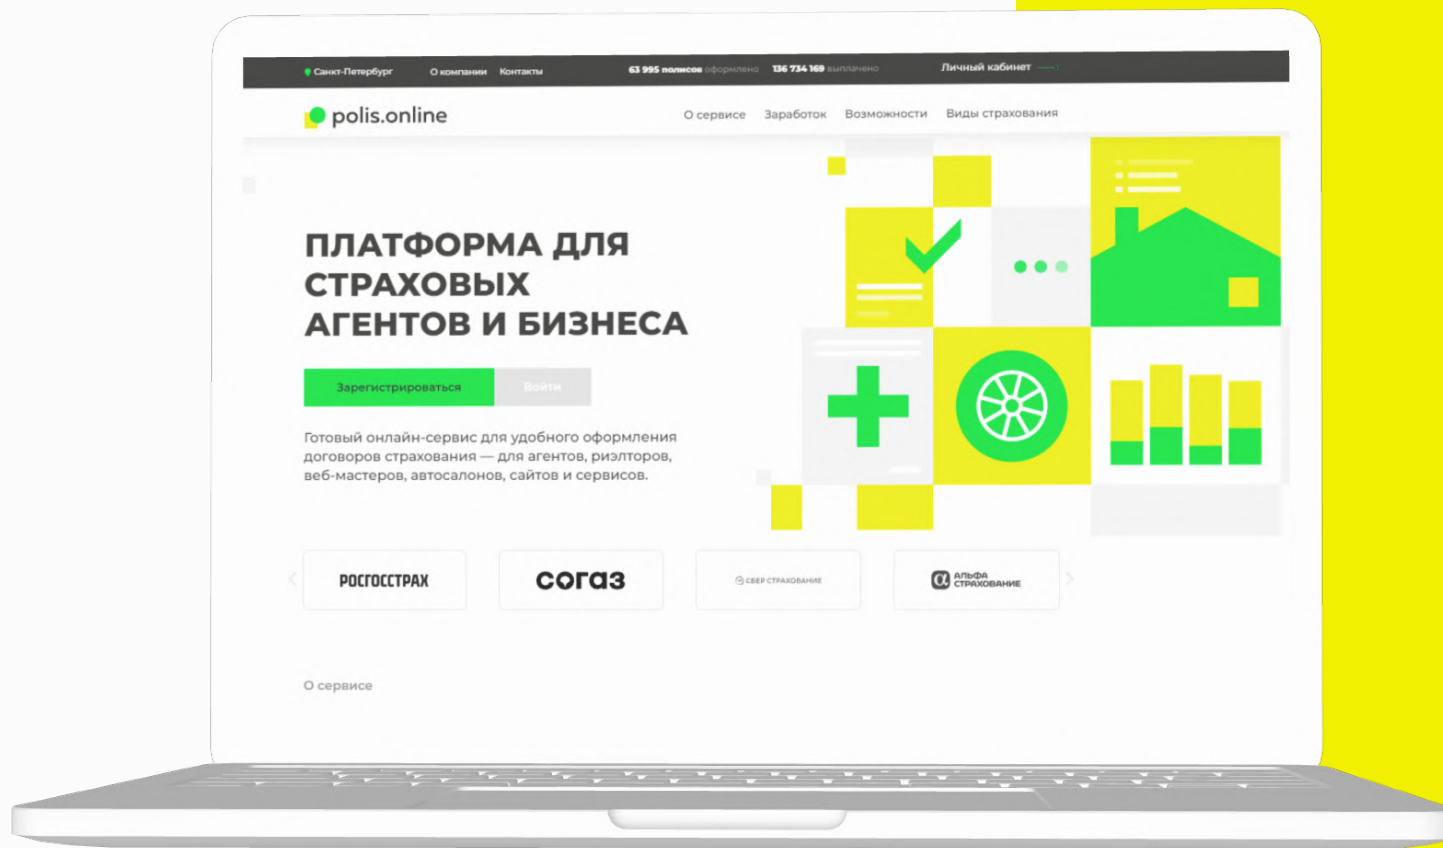 Санкт-Петербург О компании Контакты 63 995 полисов оформлено 136 734 169 выплачено Личный кабинет
polis.online О сервисе Заработок Возможности Виды страхования
ПЛАТФОРМА ДЛЯ
СТРАХОВЫХ
АГЕНТОВ И БИЗНЕСА
Зарегистрироваться Войти
Готовый онлайн-сервис для удобного оформления
договоров страхования — для агентов, риэлторов,
веб-мастеров, автосалонов, сайтов и сервисов.
РОСГОССТРАХ СОГАЗ СБЕР СТРАХОВАНИЕ АЛЬФА
СТРАХОВАНИЕ
О сервисе